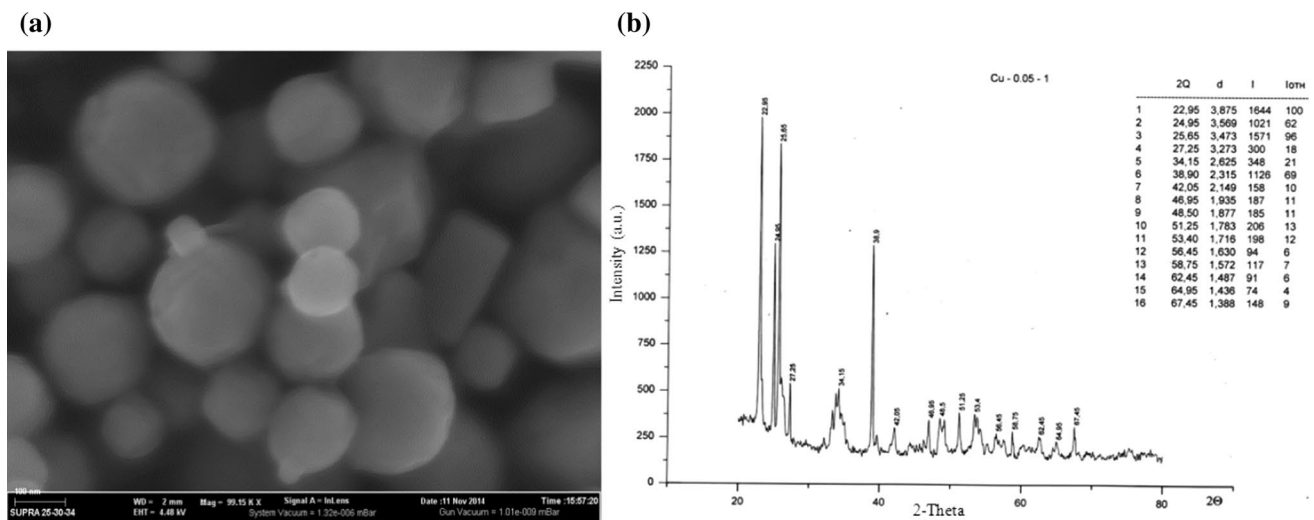 (a)
100 nm
SUPRA 25-30-34
WD = 2 mm
EHT = 4.48 kV
Mag = 99.15 K X
Signal A = InLens
System Vacuum = 1.32e-006 mBar
Date :11 Nov 2014
Time :15:57:20
Gun Vacuum = 1.01e-009 mBar
(b)
Cu - 0.05 - 1
2Q d I Iотн
1 22,95 3,875 1644 100
2 24,95 3,569 1021 62
3 25,65 3,473 1571 96
4 27,25 3,273 300 18
5 34,15 2,625 348 21
6 38,90 2,315 1126 69
7 42,05 2,149 158 10
8 46,95 1,935 187 11
9 48,50 1,877 185 11
10 51,25 1,783 206 13
11 53,40 1,716 198 12
12 56,45 1,630 94 6
13 58,75 1,572 117 7
14 62,45 1,487 91 6
15 64,95 1,436 74 4
16 67,45 1,388 148 9
Intensity (a.u.)
2250
2000
1750
1500
1250
1000
750
500
250
0
22,95
24,95
25,65
27,25
34,15
38,9
42,05
46,95
48,5
51,25
53,4
56,45
58,75
62,45
64,95
67,45
20 40 60 80 2Θ
2-Theta